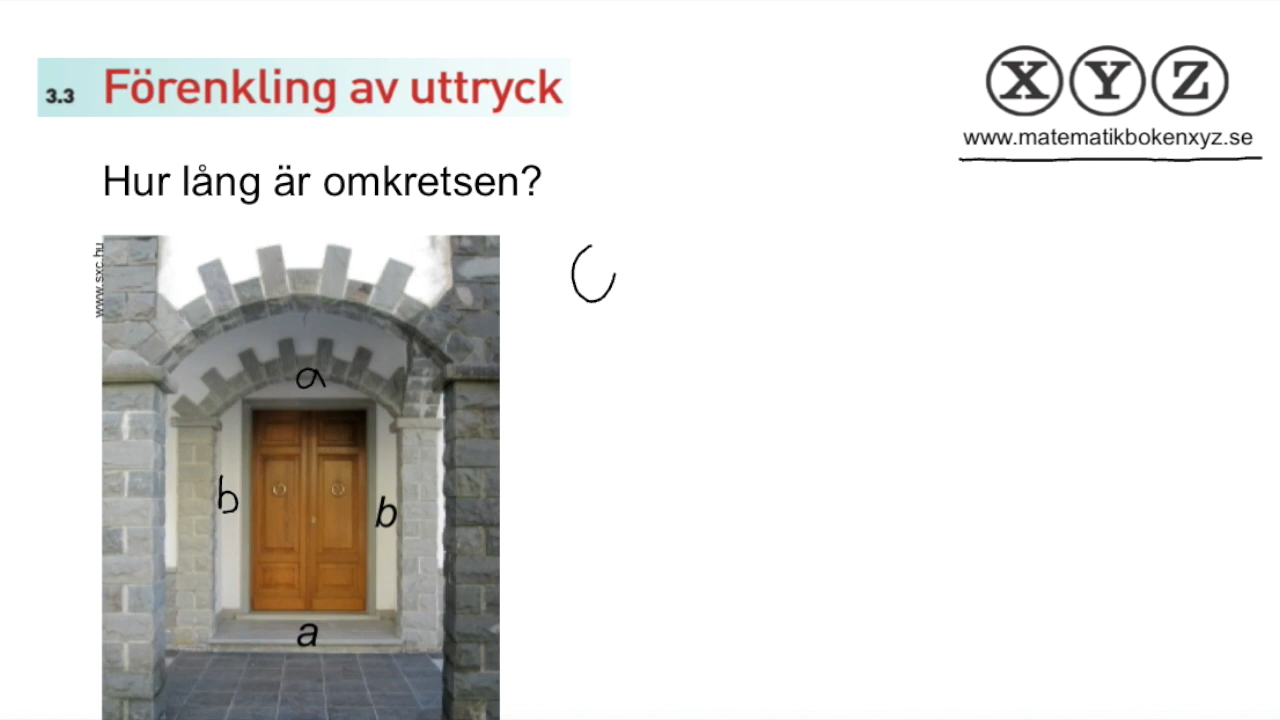 3.3 Förenkling av uttryck
X Y Z
www.matematikbokenxyz.se
Hur lång är omkretsen?
www.sxc.hu
a
b
b
a